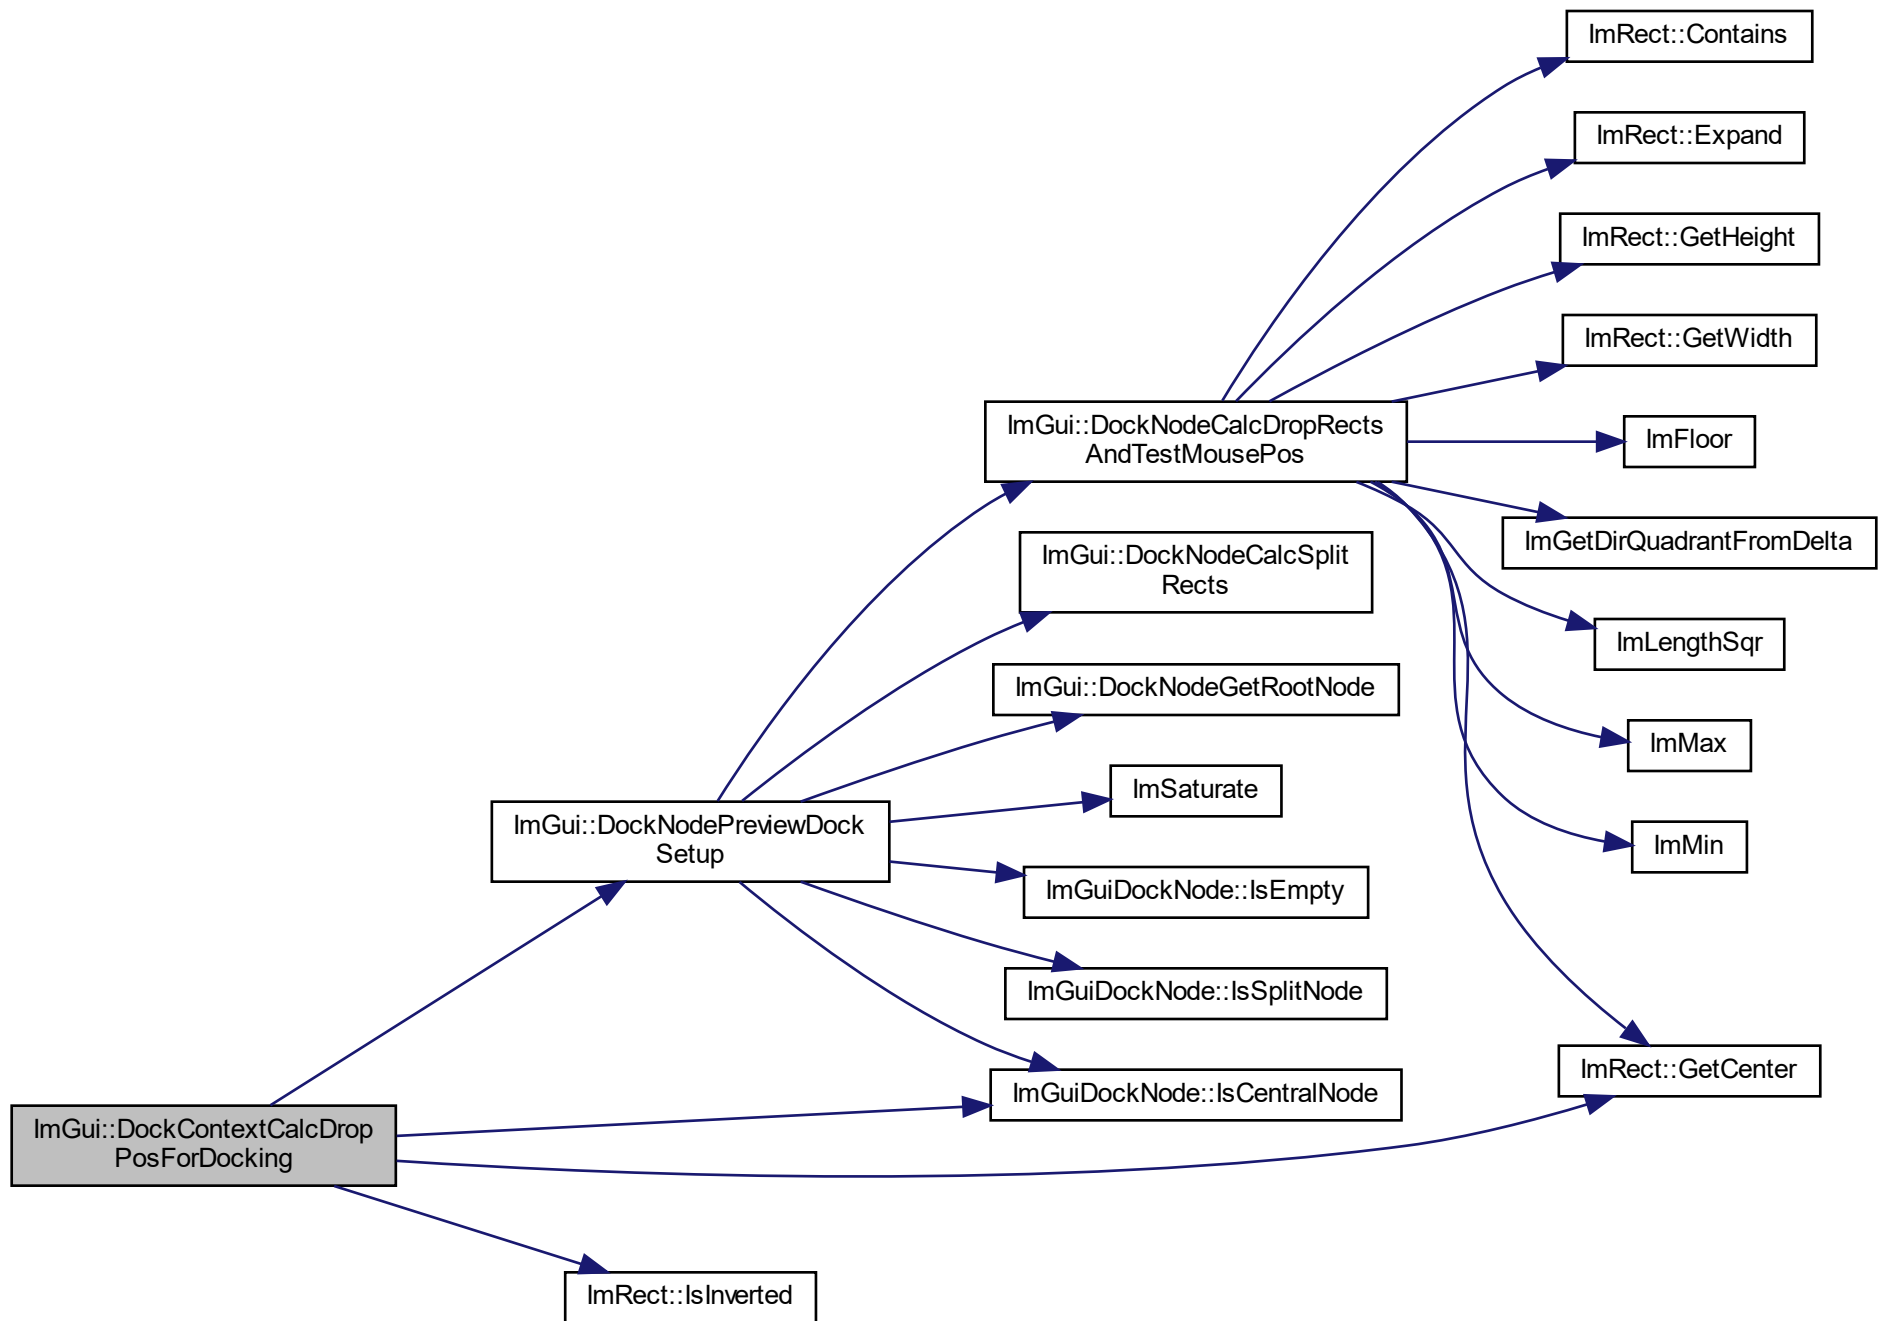 ImRect::Contains
ImRect::Expand
ImRect::GetHeight
ImRect::GetWidth
ImGui::DockNodeCalcDropRects
AndTestMousePos
ImFloor
ImGetDirQuadrantFromDelta
ImGui::DockNodeCalcSplit
Rects
ImLengthSqr
ImGui::DockNodeGetRootNode
ImMax
ImSaturate
ImGui::DockNodePreviewDock
Setup
ImMin
ImGuiDockNode::IsEmpty
ImGuiDockNode::IsSplitNode
ImRect::GetCenter
ImGuiDockNode::IsCentralNode
ImGui::DockContextCalcDrop
PosForDocking
ImRect::IsInverted